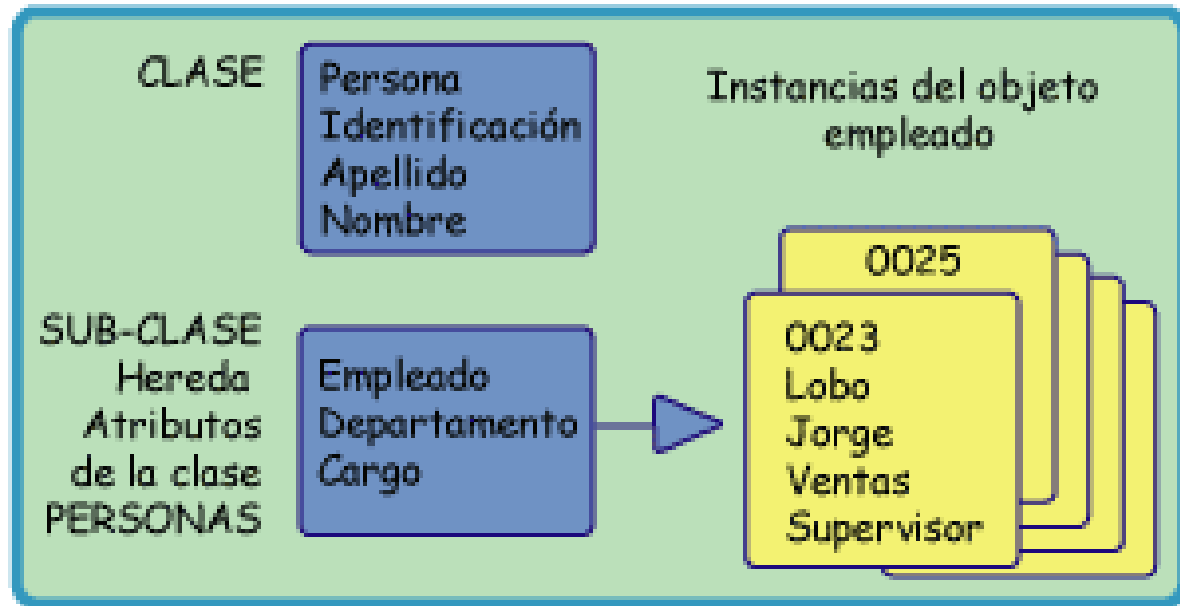 CLASE
Persona
Identificación
Apellido
Nombre
Instancias del objeto
empleado
SUB-CLASE
Hereda
Atributos
de la clase
PERSONAS
Empleado
Departamento
Cargo
0025
0023
Lobo
Jorge
Ventas
Supervisor